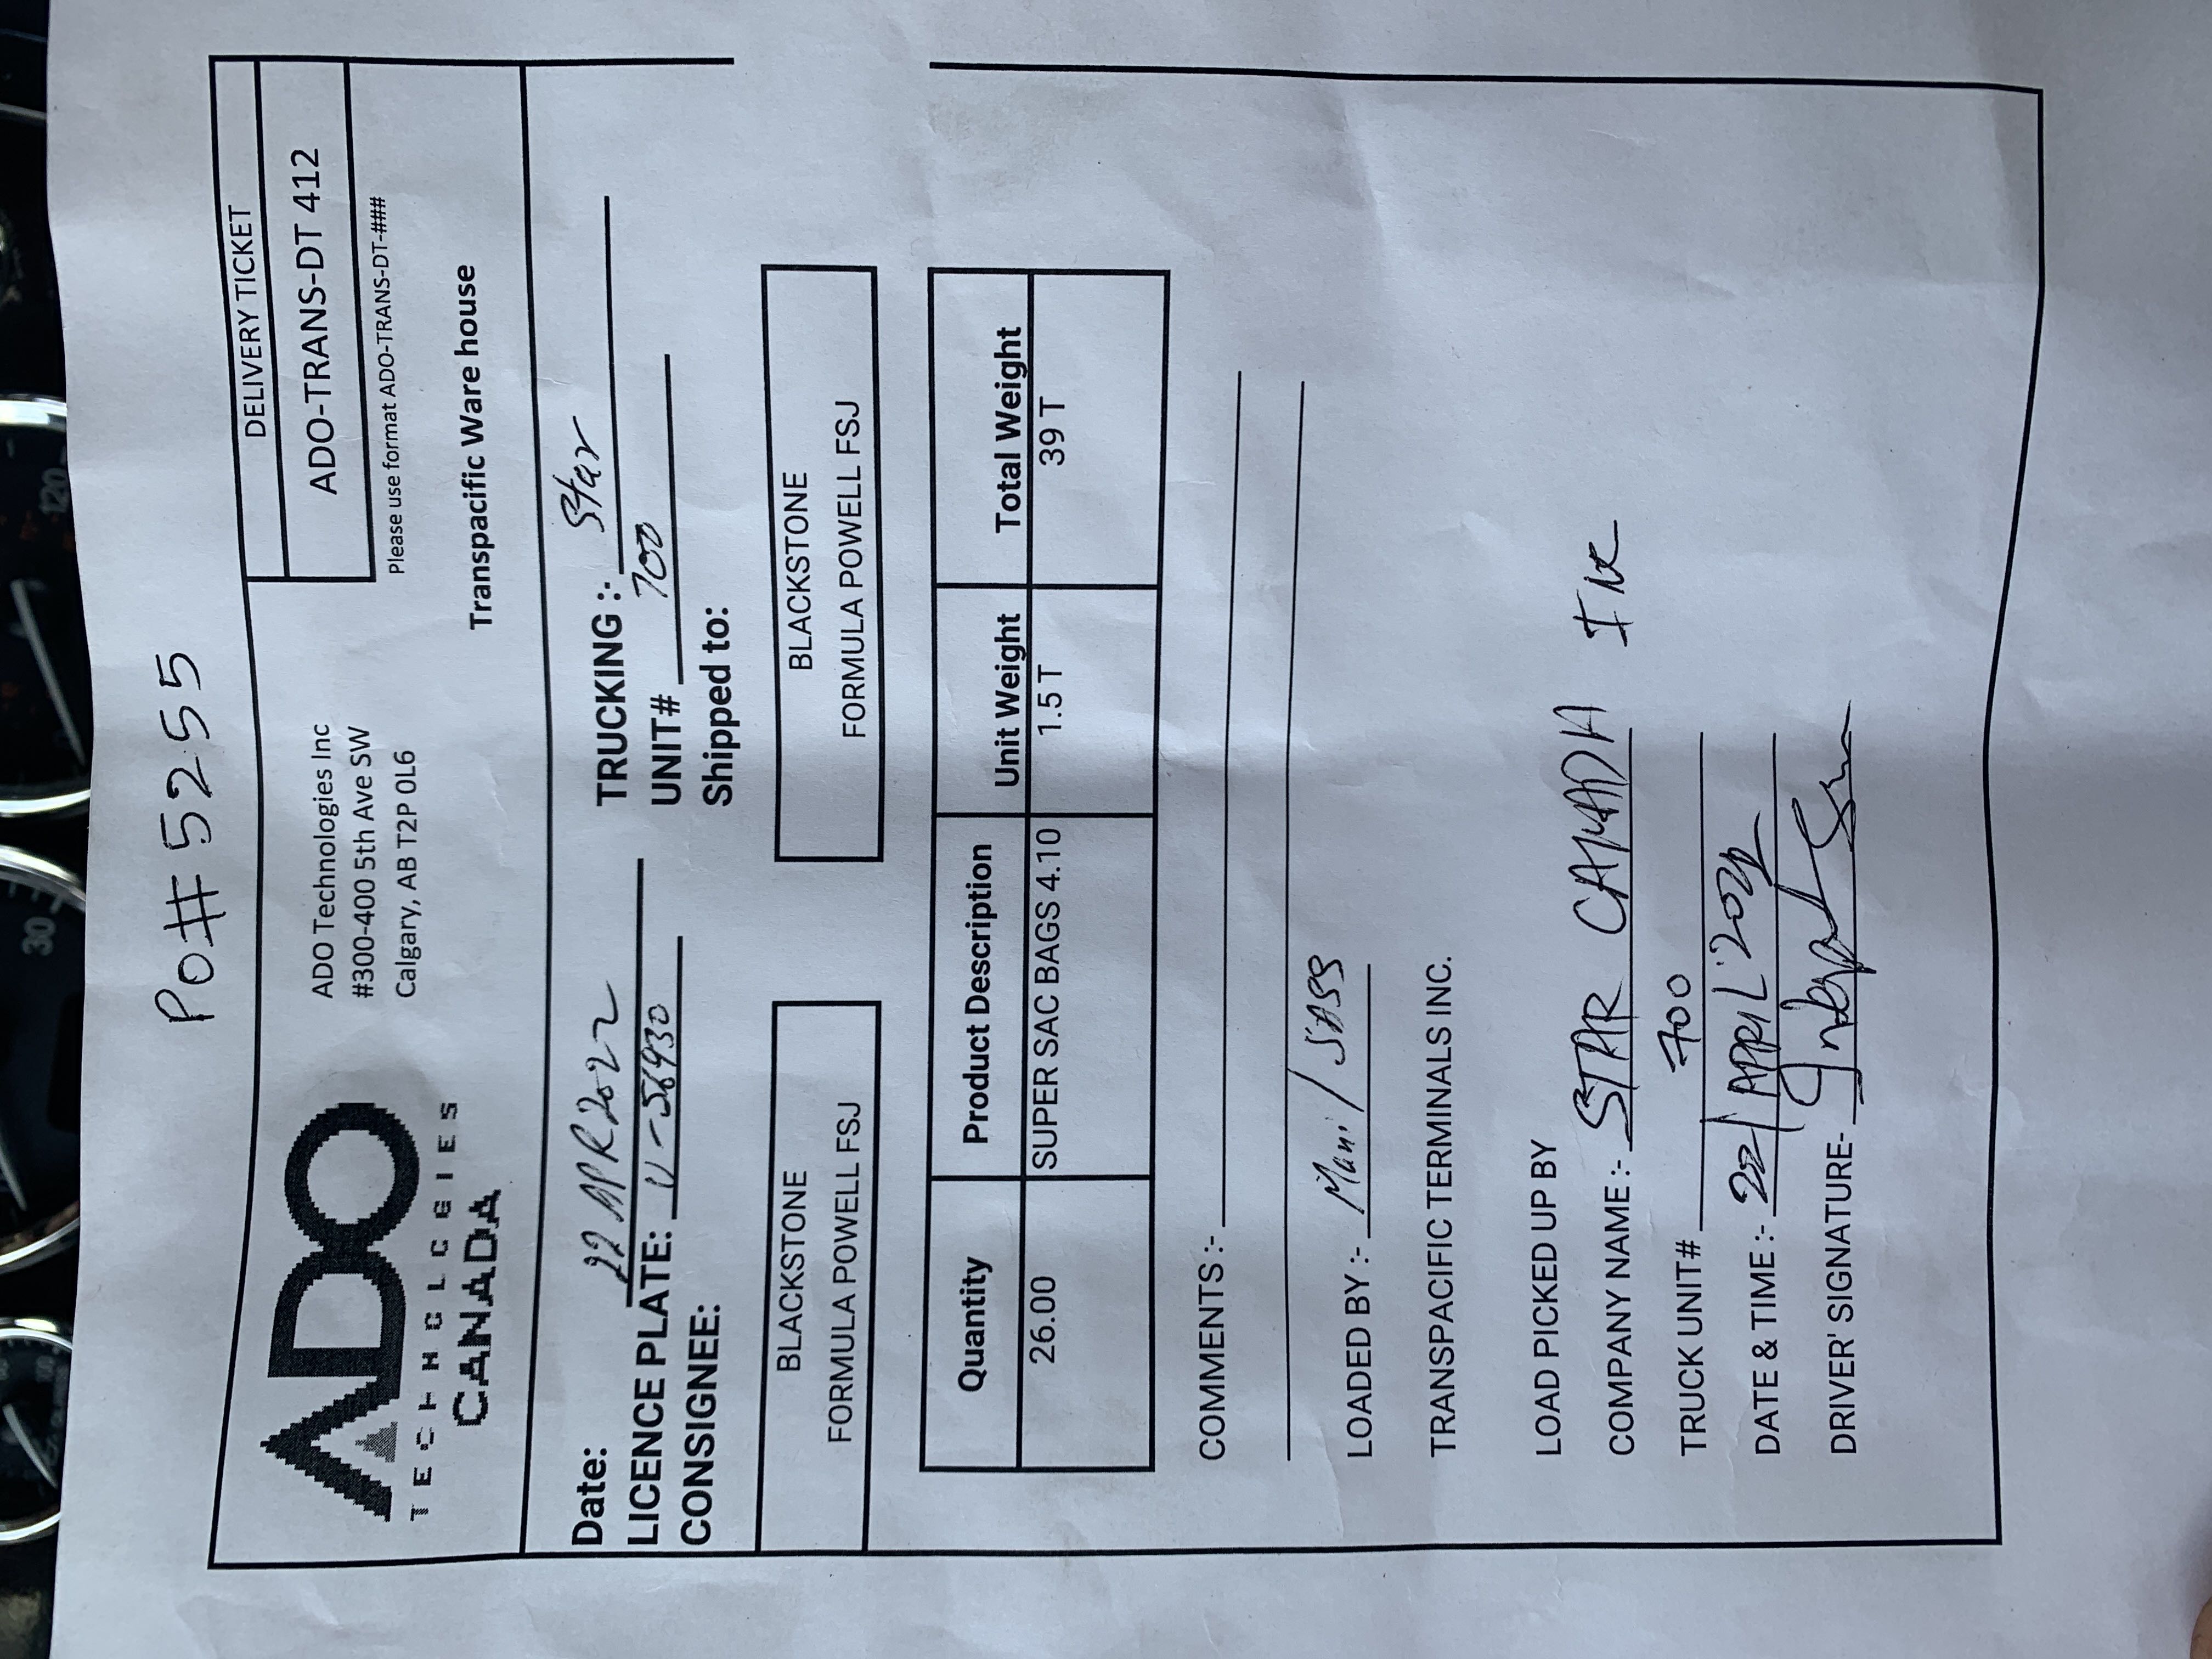 30
120
PO# 5255
ADO
TECHNOLOGIES
CANADA
ADO Technologies Inc
#300-400 5th Ave SW
Calgary, AB T2P 0L6
DELIVERY TICKET
ADO-TRANS-DT 412
Please use format ADO-TRANS-DT-###
Transpacific Ware house
Date: 22 APR 2022
TRUCKING :- Star
LICENCE PLATE: U-56930
UNIT# 700
CONSIGNEE:
Shipped to:
BLACKSTONE
FORMULA POWELL FSJ
BLACKSTONE
FORMULA POWELL FSJ
Quantity Product Description Unit Weight Total Weight
26.00 SUPER SAC BAGS 4.10 1.5 T 39 T
COMMENTS :-
LOADED BY :- Mani / JASS
TRANSPACIFIC TERMINALS INC.
LOAD PICKED UP BY
COMPANY NAME :- STAR CANADA INC
TRUCK UNIT# 700
DATE & TIME :- 22/APRIL'2022
DRIVER' SIGNATURE-